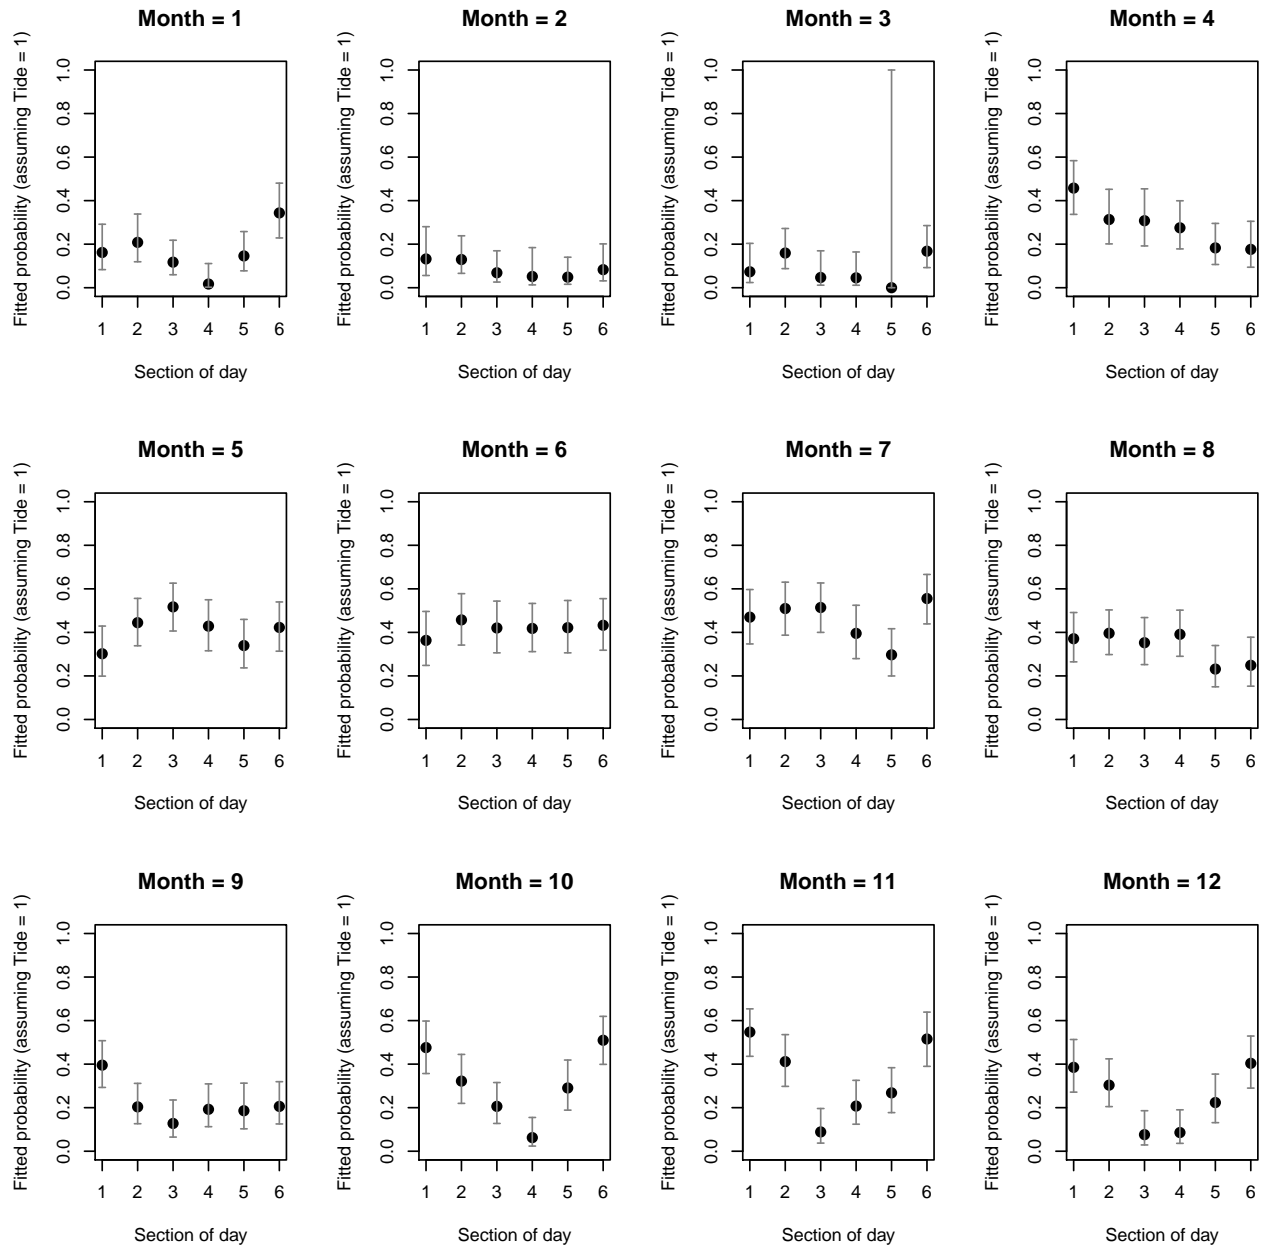 Month = 1
Fitted probability (assuming Tide = 1)
1.0
0.8
0.6
0.4
0.2
0.0
1 2 3 4 5 6
Section of day
Month = 2
Fitted probability (assuming Tide = 1)
1.0
0.8
0.6
0.4
0.2
0.0
1 2 3 4 5 6
Section of day
Month = 3
Fitted probability (assuming Tide = 1)
1.0
0.8
0.6
0.4
0.2
0.0
1 2 3 4 5 6
Section of day
Month = 4
Fitted probability (assuming Tide = 1)
1.0
0.8
0.6
0.4
0.2
0.0
1 2 3 4 5 6
Section of day
Month = 5
Fitted probability (assuming Tide = 1)
1.0
0.8
0.6
0.4
0.2
0.0
1 2 3 4 5 6
Section of day
Month = 6
Fitted probability (assuming Tide = 1)
1.0
0.8
0.6
0.4
0.2
0.0
1 2 3 4 5 6
Section of day
Month = 7
Fitted probability (assuming Tide = 1)
1.0
0.8
0.6
0.4
0.2
0.0
1 2 3 4 5 6
Section of day
Month = 8
Fitted probability (assuming Tide = 1)
1.0
0.8
0.6
0.4
0.2
0.0
1 2 3 4 5 6
Section of day
Month = 9
Fitted probability (assuming Tide = 1)
1.0
0.8
0.6
0.4
0.2
0.0
1 2 3 4 5 6
Section of day
Month = 10
Fitted probability (assuming Tide = 1)
1.0
0.8
0.6
0.4
0.2
0.0
1 2 3 4 5 6
Section of day
Month = 11
Fitted probability (assuming Tide = 1)
1.0
0.8
0.6
0.4
0.2
0.0
1 2 3 4 5 6
Section of day
Month = 12
Fitted probability (assuming Tide = 1)
1.0
0.8
0.6
0.4
0.2
0.0
1 2 3 4 5 6
Section of day